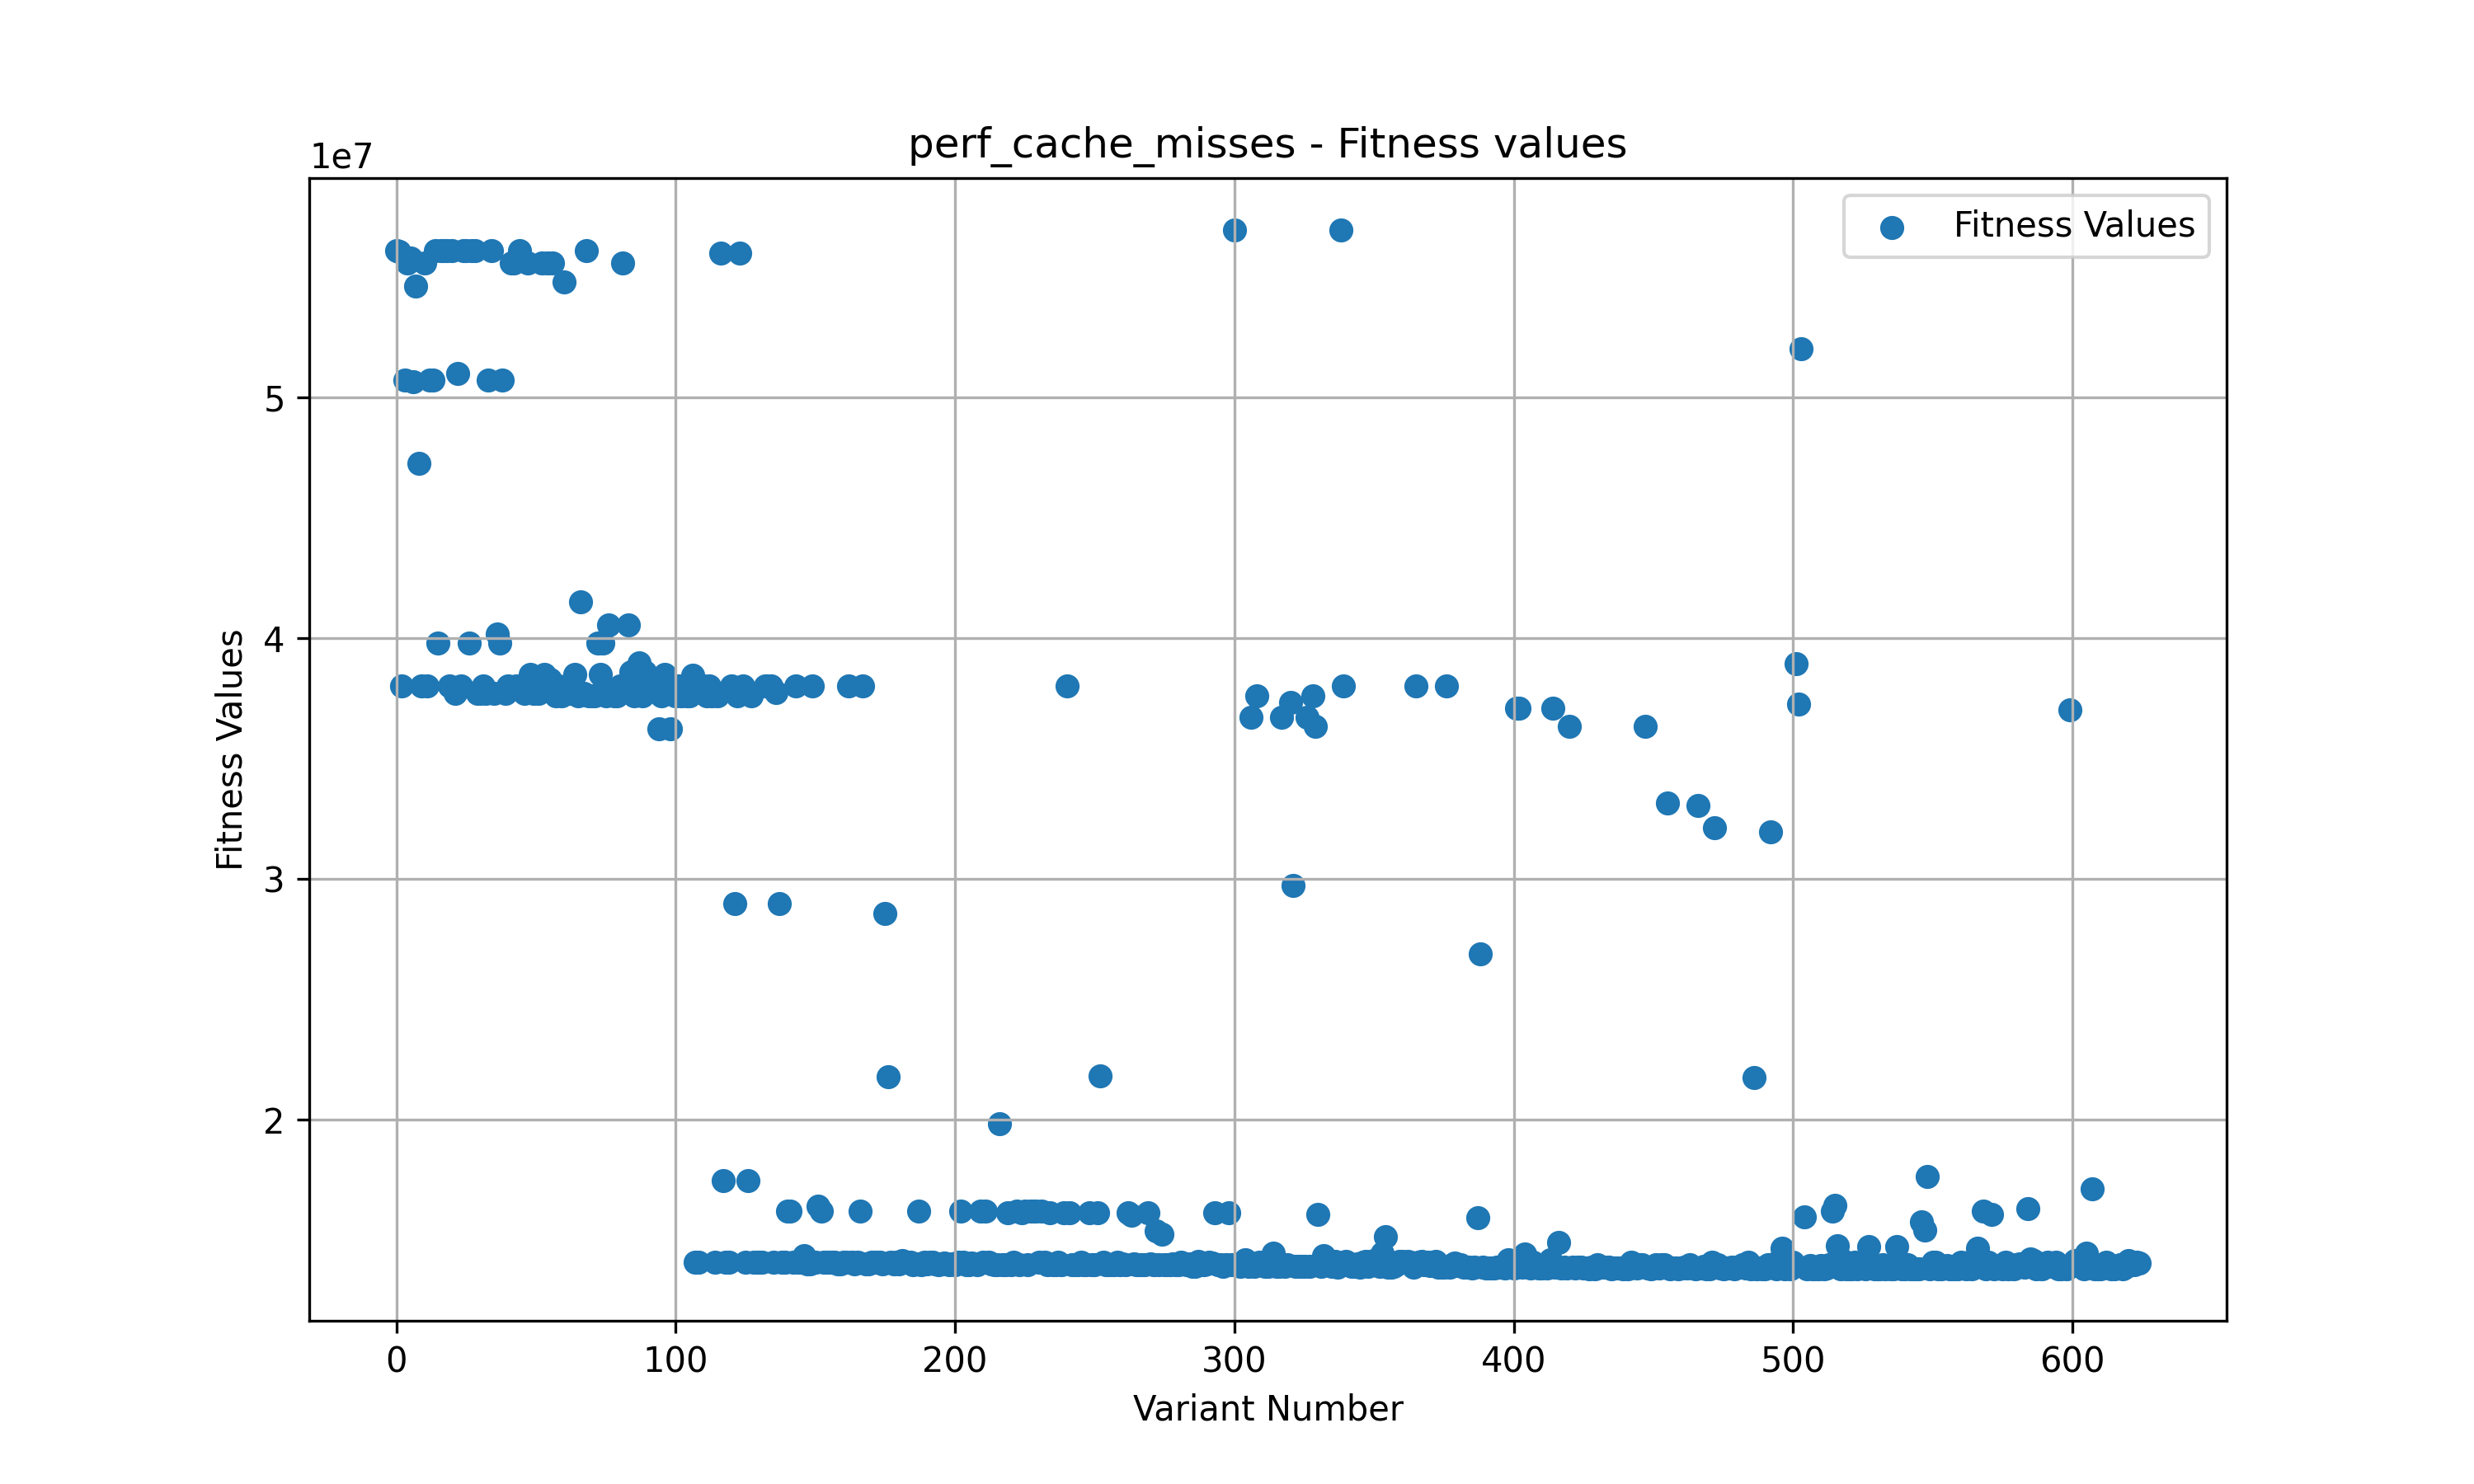 perf_cache_misses - Fitness values
1e7
Fitness Values
5
4
3
2
Fitness Values
0 100 200 300 400 500 600
Variant Number